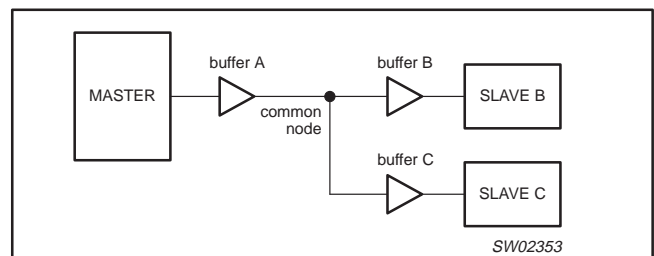 MASTER
buffer A
common
node
buffer B
SLAVE B
buffer C
SLAVE C
SW02353